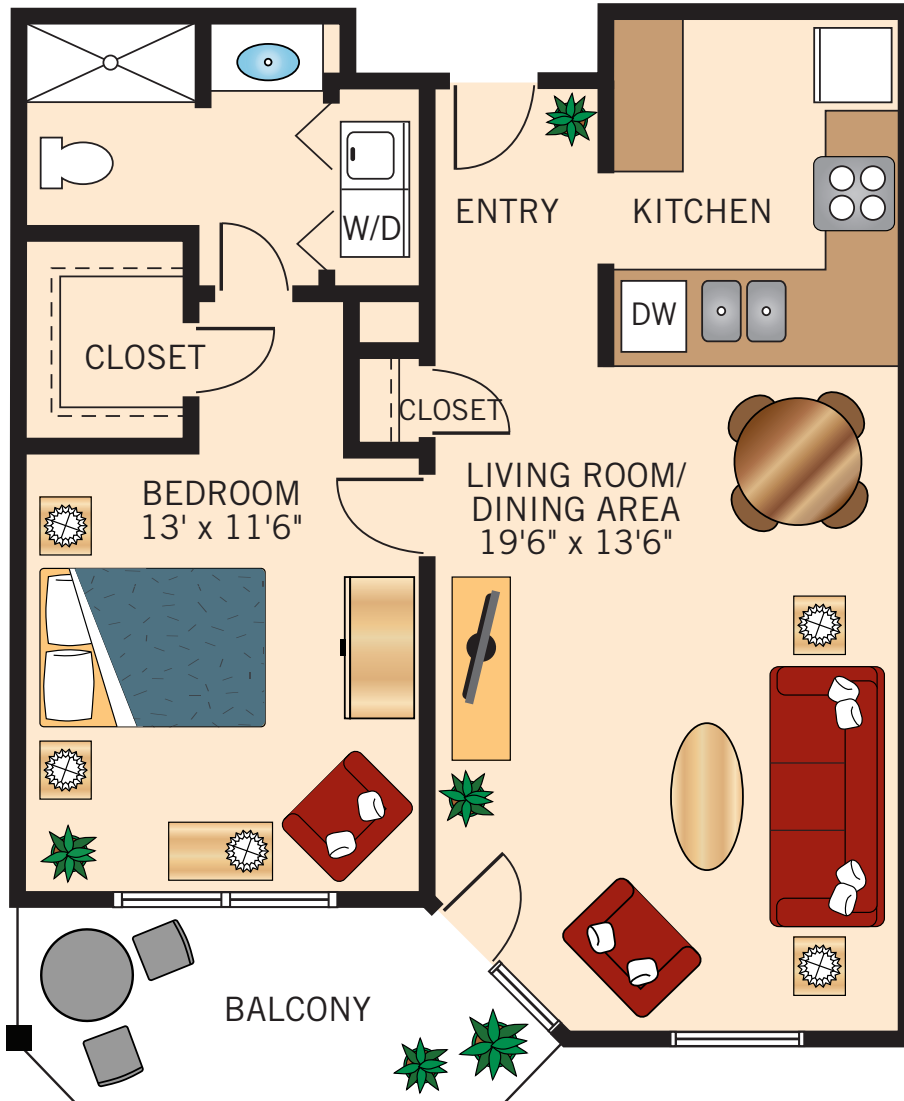 W/D
ENTRY
KITCHEN
DW
CLOSET
CLOSET
BEDROOM
13' x 11'6"
LIVING ROOM/
DINING AREA
19'6" x 13'6"
BALCONY